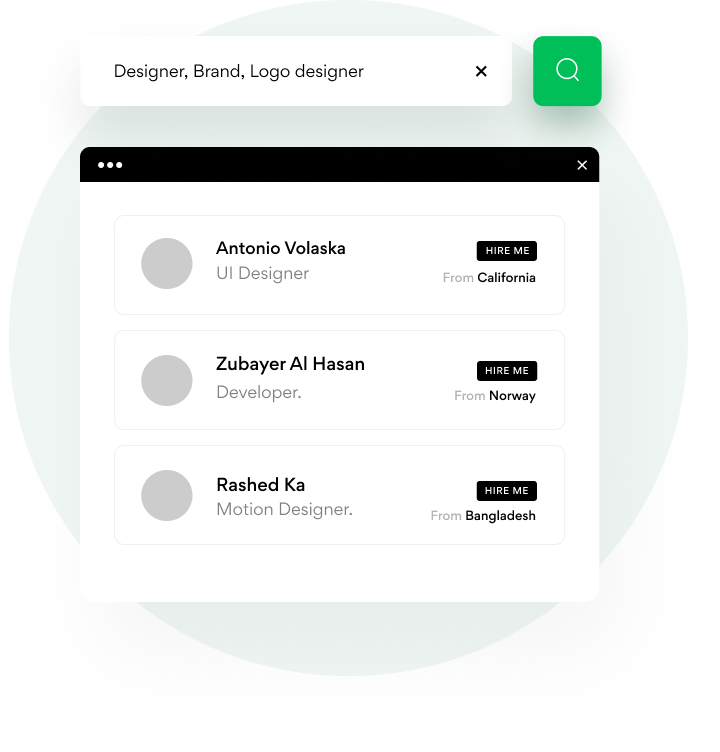 Designer, Brand, Logo designer
Antonio Volaska
HIRE ME
UI Designer
From California
Zubayer Al Hasan
HIRE ME
Developer.
From Norway
Rashed Ka
HIRE ME
Motion Designer.
From Bangladesh